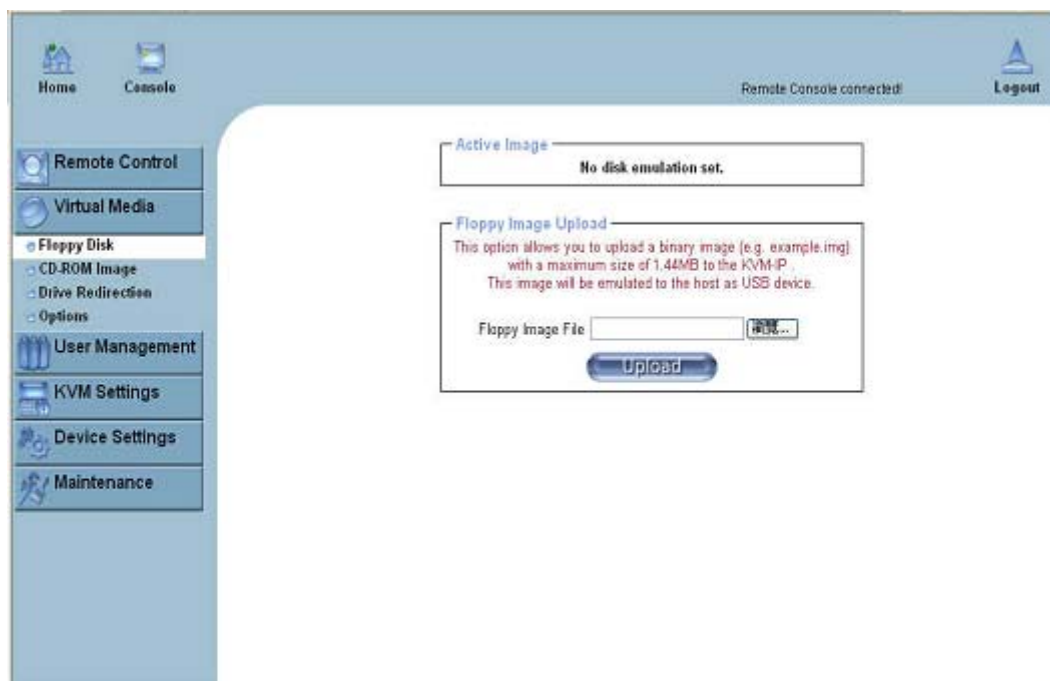 Home
Console
Remote Console connected!
Logout
Remote Control
Virtual Media
Floppy Disk
CD-ROM Image
Drive Redirection
Options
User Management
KVM Settings
Device Settings
Maintenance
Active Image
No disk emulation set.
Floppy Image Upload
This option allows you to upload a binary image (e.g. example.img)
with a maximum size of 1.44MB to the KVM-IP .
This image will be emulated to the host as USB device.
Floppy Image File
瀏覽...
Upload